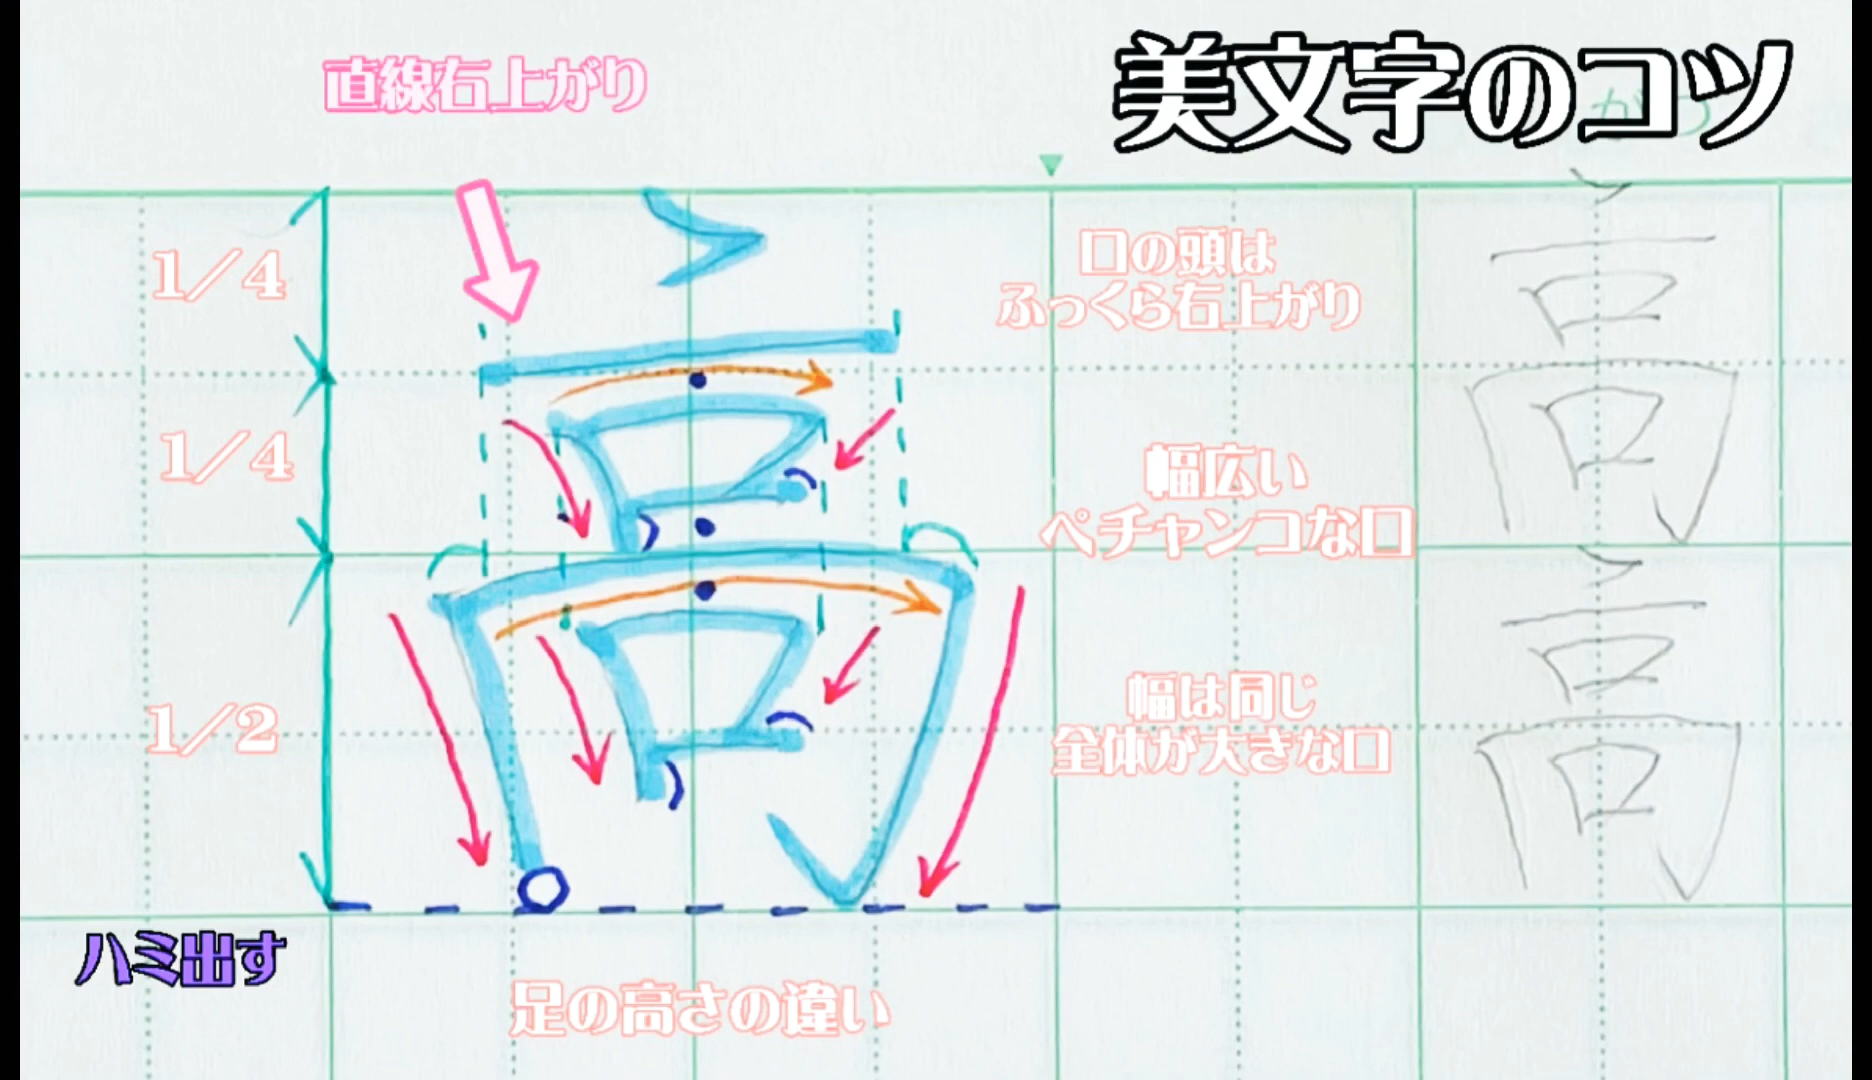 美文字のコツ
直線右上がり
1/4
口の頭は
ふっくら右上がり
1/4
幅広い
ペチャンコな口
1/2
幅は同じ
全体が大きな口
高
高
高
ハミ出す
足の高さの違い